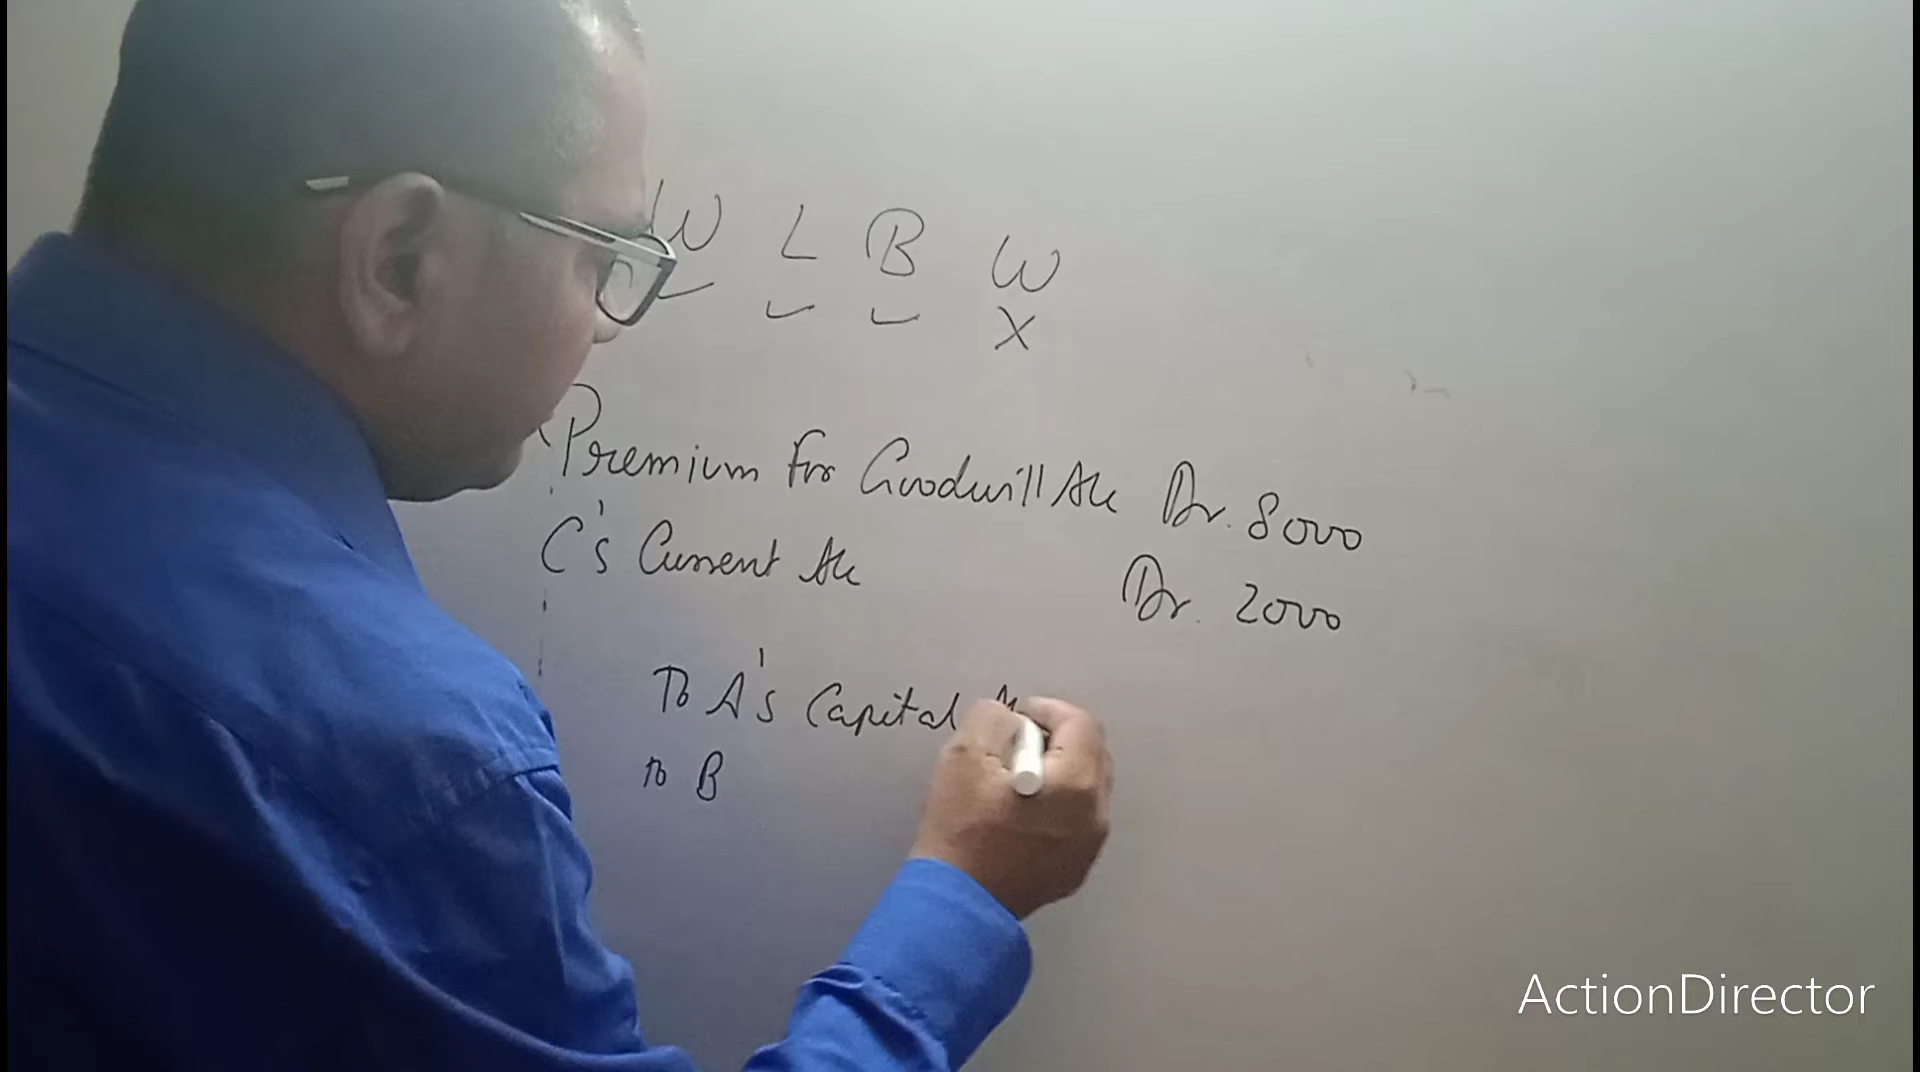 W L B W
X
Premium For Goodwill A/c Dr. 8000
C's Current A/c Dr. 2000
To A's Capital
To B
ActionDirector